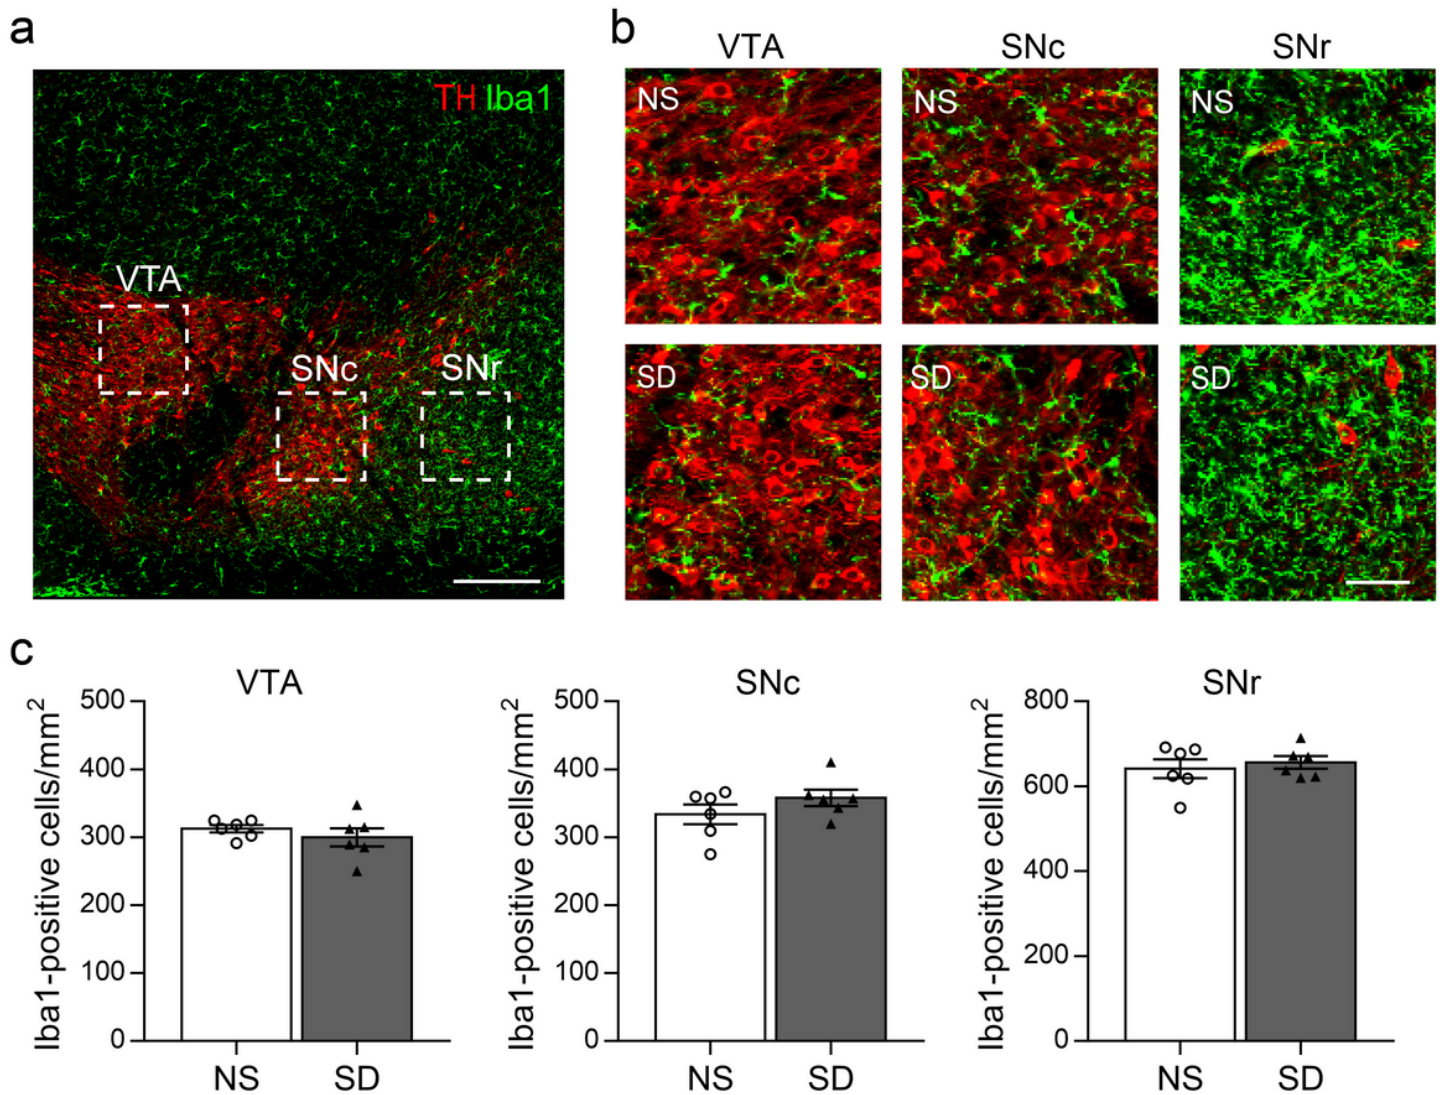 a
TH Iba1
VTA
SNc
SNr
b
VTA
SNc
SNr
NS
NS
NS
SD
SD
SD
c
VTA
Iba1-positive cells/mm²
500
400
300
200
100
0
NS
SD
SNc
Iba1-positive cells/mm²
500
400
300
200
100
0
NS
SD
SNr
Iba1-positive cells/mm²
800
600
400
200
0
NS
SD